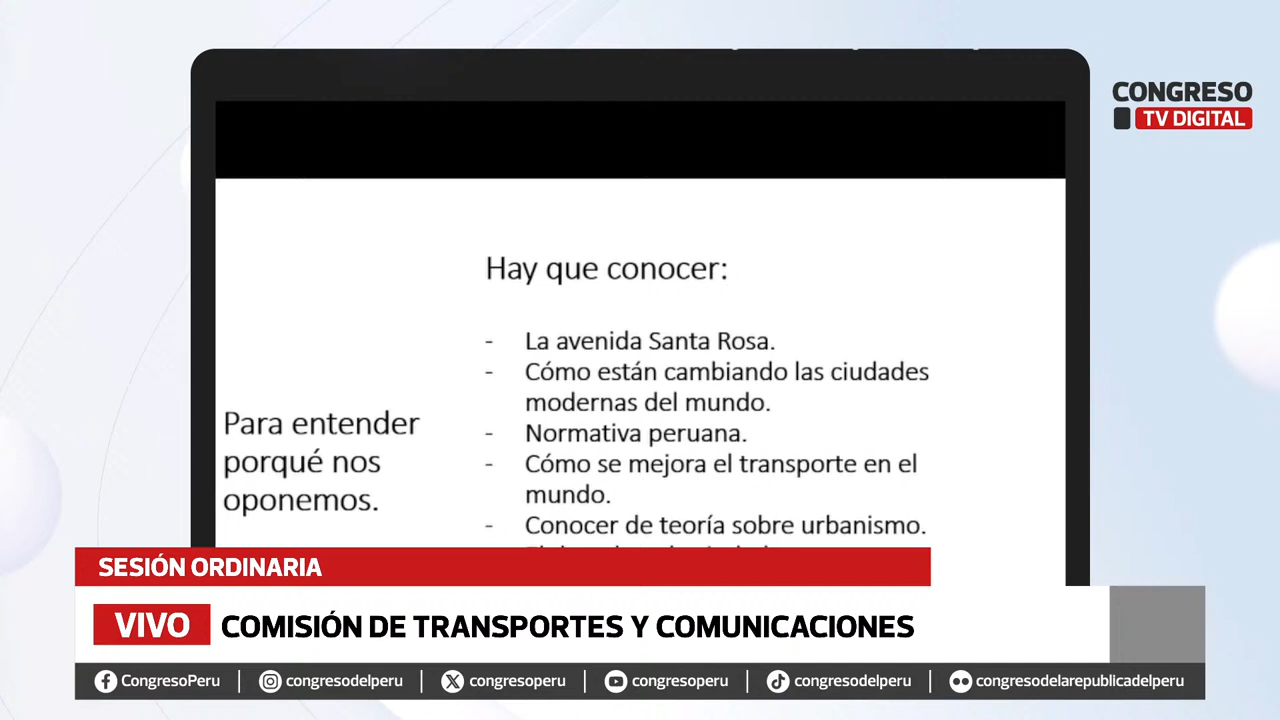 CONGRESO
TV DIGITAL
Hay que conocer:
- La avenida Santa Rosa.
- Cómo están cambiando las ciudades
modernas del mundo.
- Normativa peruana.
- Cómo se mejora el transporte en el
mundo.
- Conocer de teoría sobre urbanismo.
Para entender
porqué nos
oponemos.
SESIÓN ORDINARIA
VIVO COMISIÓN DE TRANSPORTES Y COMUNICACIONES
CongresoPeru congresodelperu congresoperu congresoperu congresodelperu congresodelarepublicadelperu